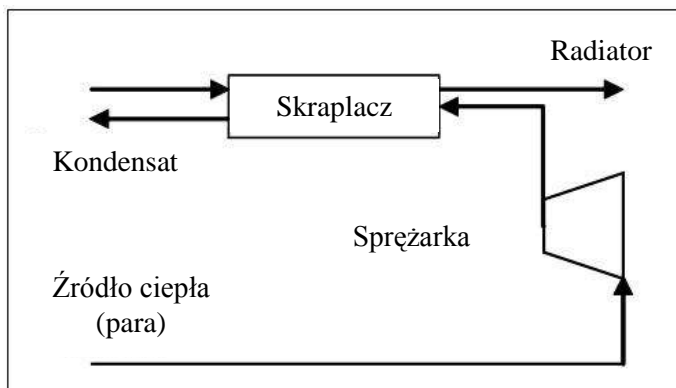 Radiator
Skraplacz
Kondensat
Sprężarka
Źródło ciepła
(para)